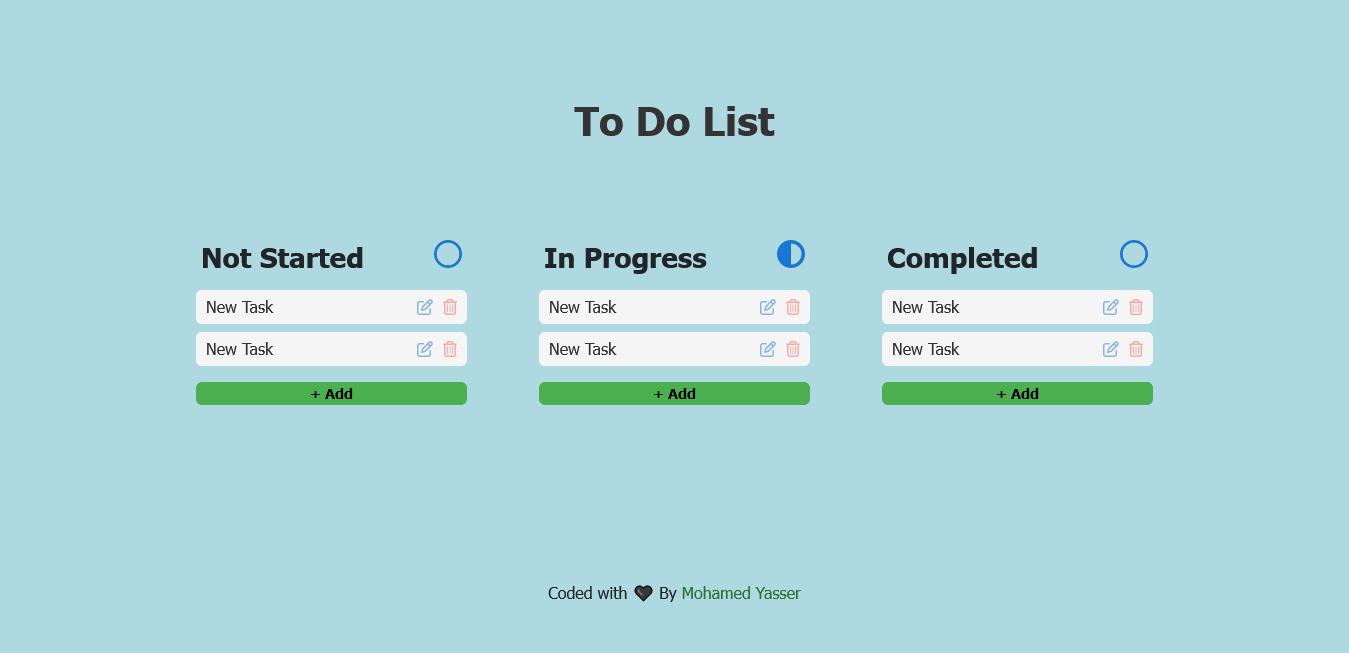 To Do List
Not Started
New Task
New Task
+ Add
In Progress
New Task
New Task
+ Add
Completed
New Task
New Task
+ Add
Coded with 🖤 By Mohamed Yasser